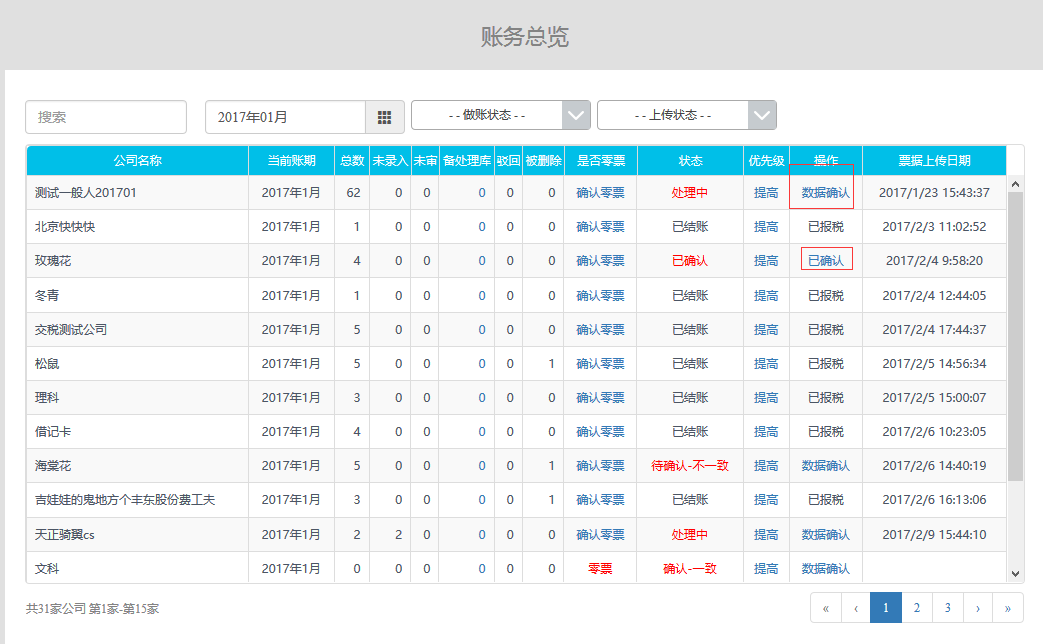 账务总览
搜索 2017年01月 - - 做账状态 - - - - 上传状态 - -
公司名称 当前账期 总数 未录入 未审 备处理库 驳回 被删除 是否零票 状态 优先级 操作 票据上传日期
测试一般人201701 2017年1月 62 0 0 0 0 0 确认零票 处理中 提高 数据确认 2017/1/23 15:43:37
北京快快快 2017年1月 1 0 0 0 0 0 确认零票 已结账 提高 已报税 2017/2/3 11:02:52
玫瑰花 2017年1月 4 0 0 0 0 0 确认零票 已确认 提高 已确认 2017/2/4 9:58:20
冬青 2017年1月 1 0 0 0 0 0 确认零票 已结账 提高 已报税 2017/2/4 12:44:05
交税测试公司 2017年1月 5 0 0 0 0 0 确认零票 已结账 提高 已报税 2017/2/4 17:44:37
松鼠 2017年1月 5 0 0 0 0 1 确认零票 已结账 提高 已报税 2017/2/5 14:56:34
理科 2017年1月 3 0 0 0 0 0 确认零票 已结账 提高 已报税 2017/2/5 15:00:07
借记卡 2017年1月 4 0 0 0 0 0 确认零票 已结账 提高 已报税 2017/2/6 10:23:05
海棠花 2017年1月 5 0 0 0 0 1 确认零票 待确认-不一致 提高 数据确认 2017/2/6 14:40:19
吉娃娃的鬼地方个丰东股份费工夫 2017年1月 3 0 0 0 0 1 确认零票 已结账 提高 已报税 2017/2/6 16:13:06
天正骑翼cs 2017年1月 2 2 0 0 0 0 确认零票 处理中 提高 数据确认 2017/2/9 15:44:10
文科 2017年1月 0 0 0 0 0 0 零票 确认-一致 提高 数据确认
共31家公司 第1家-第15家 « ‹ 1 2 3 › »